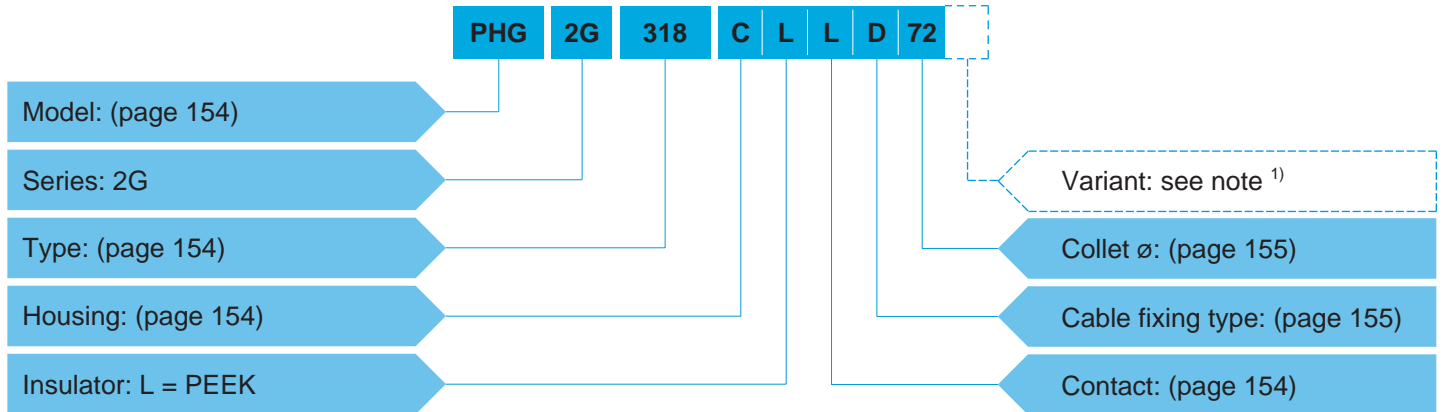 PHG 2G 318 C L L D 72
Model: (page 154)
Series: 2G
Variant: see note 1)
Type: (page 154)
Collet ø: (page 155)
Housing: (page 154)
Cable fixing type: (page 155)
Insulator: L = PEEK
Contact: (page 154)